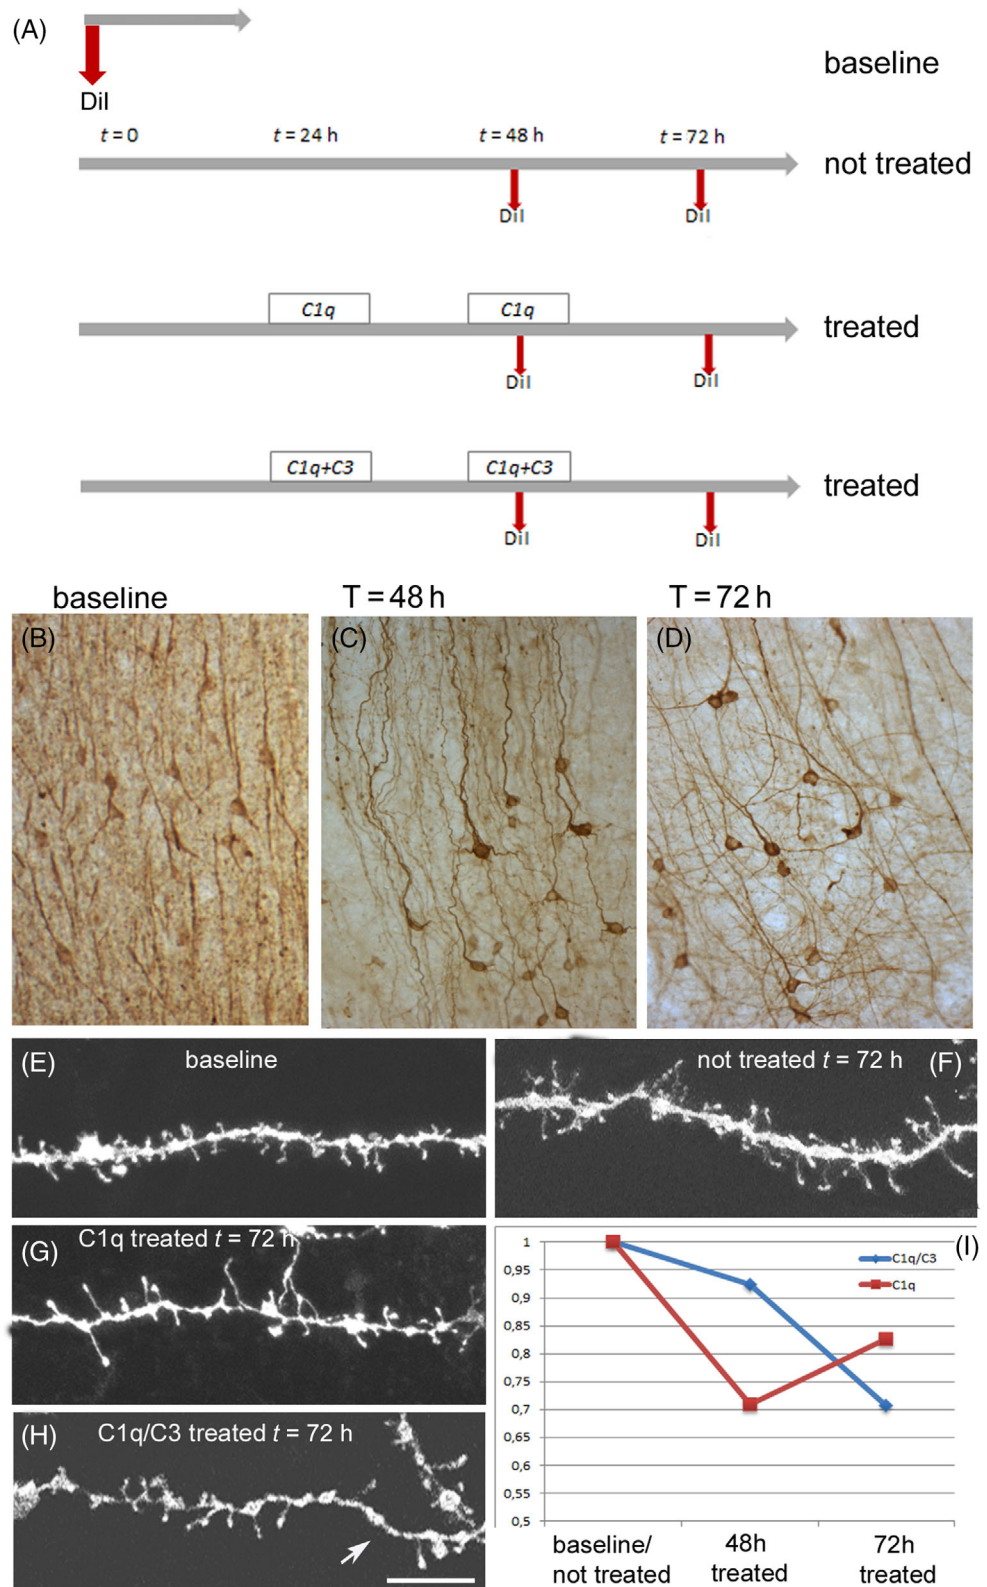 (A)
baseline
DiI
t = 0 t = 24 h t = 48 h t = 72 h
not treated
DiI DiI
C1q C1q
treated
DiI DiI
C1q+C3 C1q+C3
treated
DiI DiI
baseline T = 48 h T = 72 h
(B) (C) (D)
(E) baseline
not treated t = 72 h (F)
(G) C1q treated t = 72 h
(H) C1q/C3 treated t = 72 h
(I)
C1q/C3
C1q
1
0,95
0,9
0,85
0,8
0,75
0,7
0,65
0,6
0,55
0,5
baseline/ 48h 72h
not treated treated treated